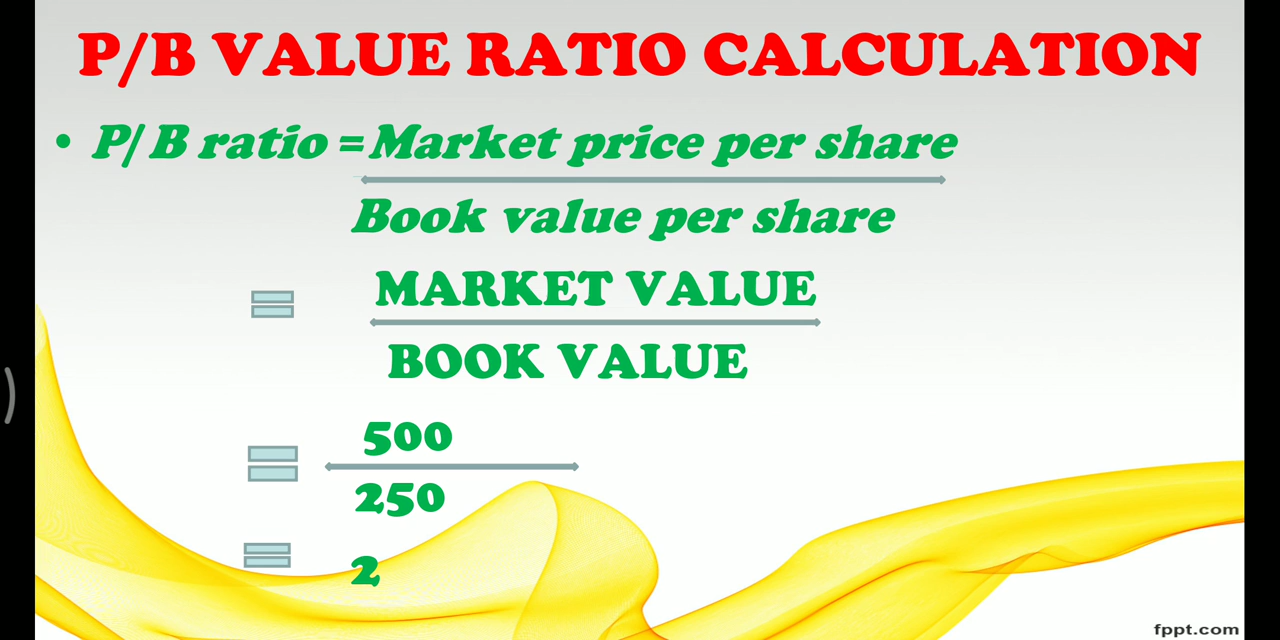 P/B VALUE RATIO CALCULATION
• P/B ratio =Market price per share
Book value per share
= MARKET VALUE
BOOK VALUE
= 500
250
= 2
fppt.com